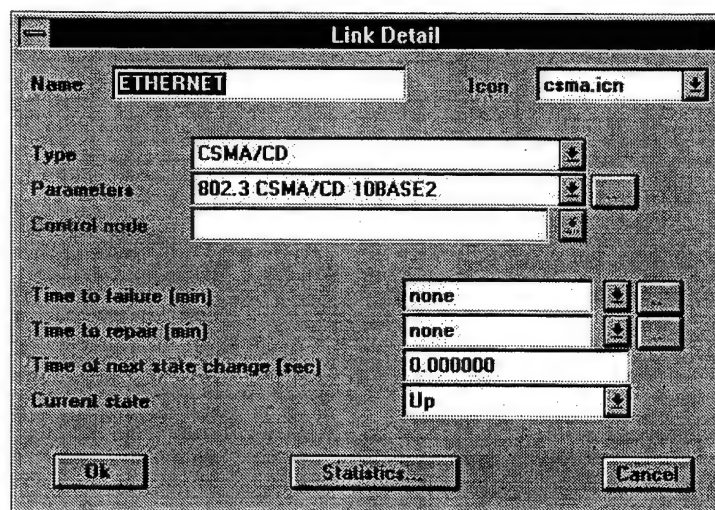 Link Detail
Name ETHERNET Icon csma.icn
Type CSMA/CD
Parameters 802.3 CSMA/CD 10BASE2 ...
Control node
Time to failure (min) none ..
Time to repair (min) none ..
Time of next state change (sec) 0.000000
Current state Up
Ok Statistics... Cancel